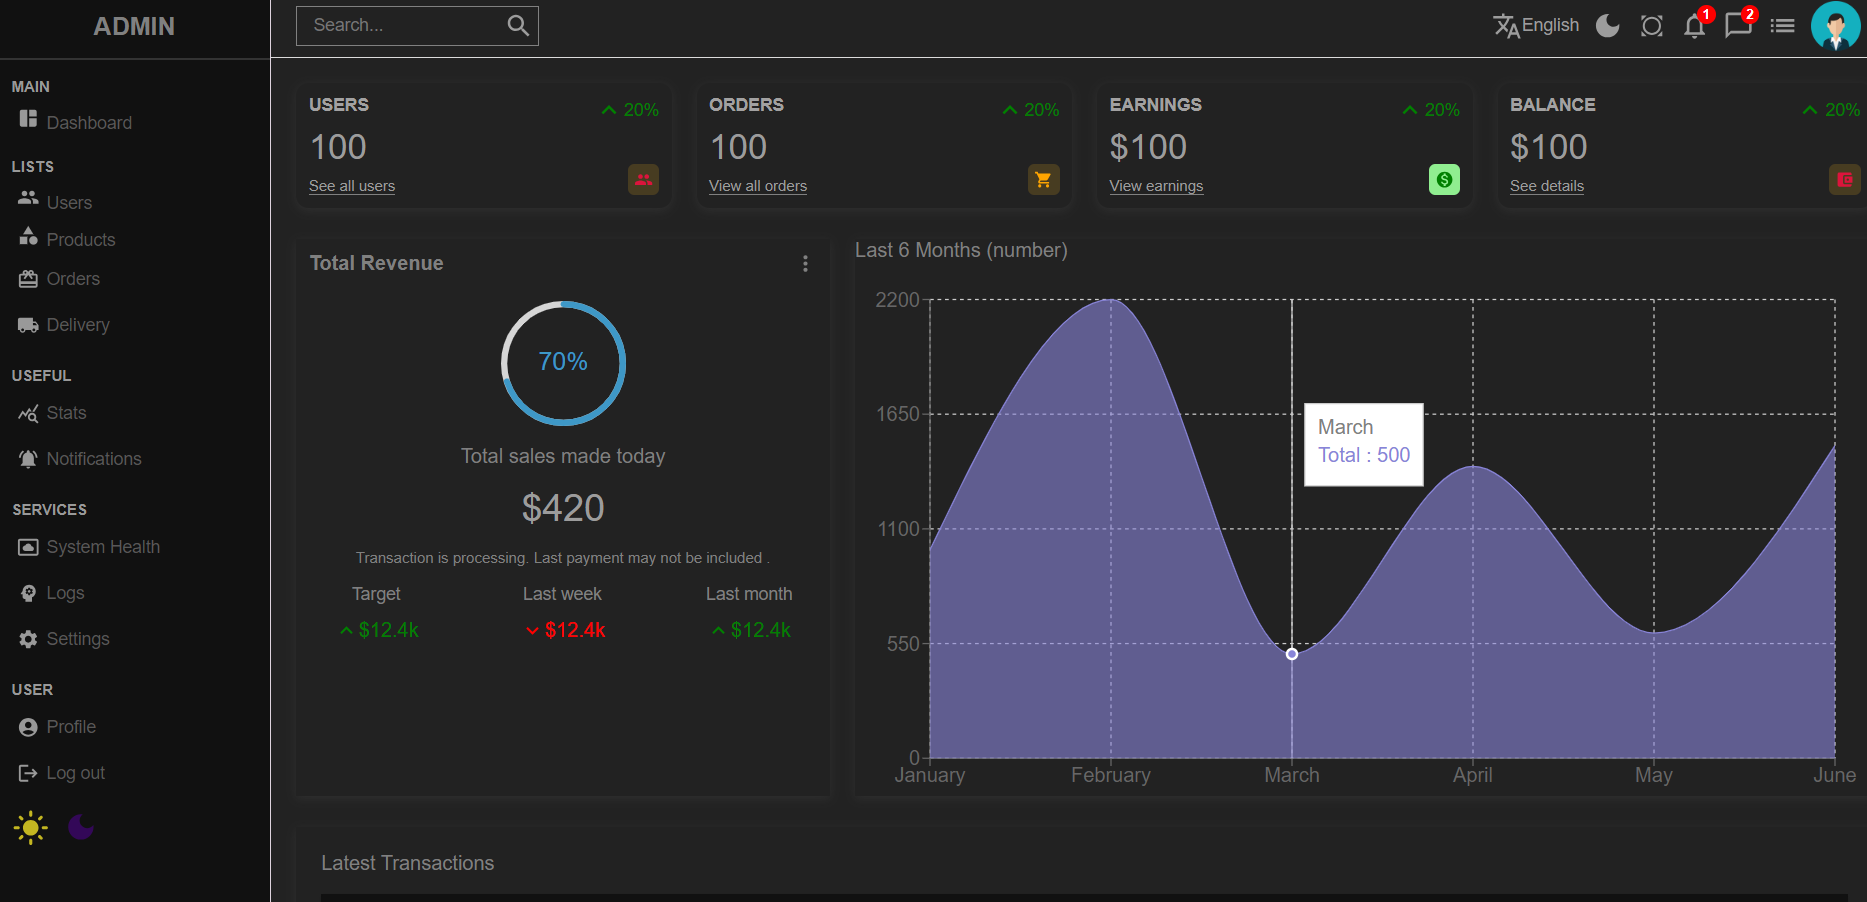 ADMIN
MAIN
Dashboard
LISTS
Users
Products
Orders
Delivery
USEFUL
Stats
Notifications
SERVICES
System Health
Logs
Settings
USER
Profile
Log out
Search...
English
1
2
USERS
20%
100
See all users
ORDERS
20%
100
View all orders
EARNINGS
20%
$100
View earnings
BALANCE
20%
$100
See details
Total Revenue
70%
Total sales made today
$420
Transaction is processing. Last payment may not be included .
Target
$12.4k
Last week
$12.4k
Last month
$12.4k
Last 6 Months (number)
2200
1650
1100
550
0
March
Total : 500
January
February
March
April
May
June
Latest Transactions